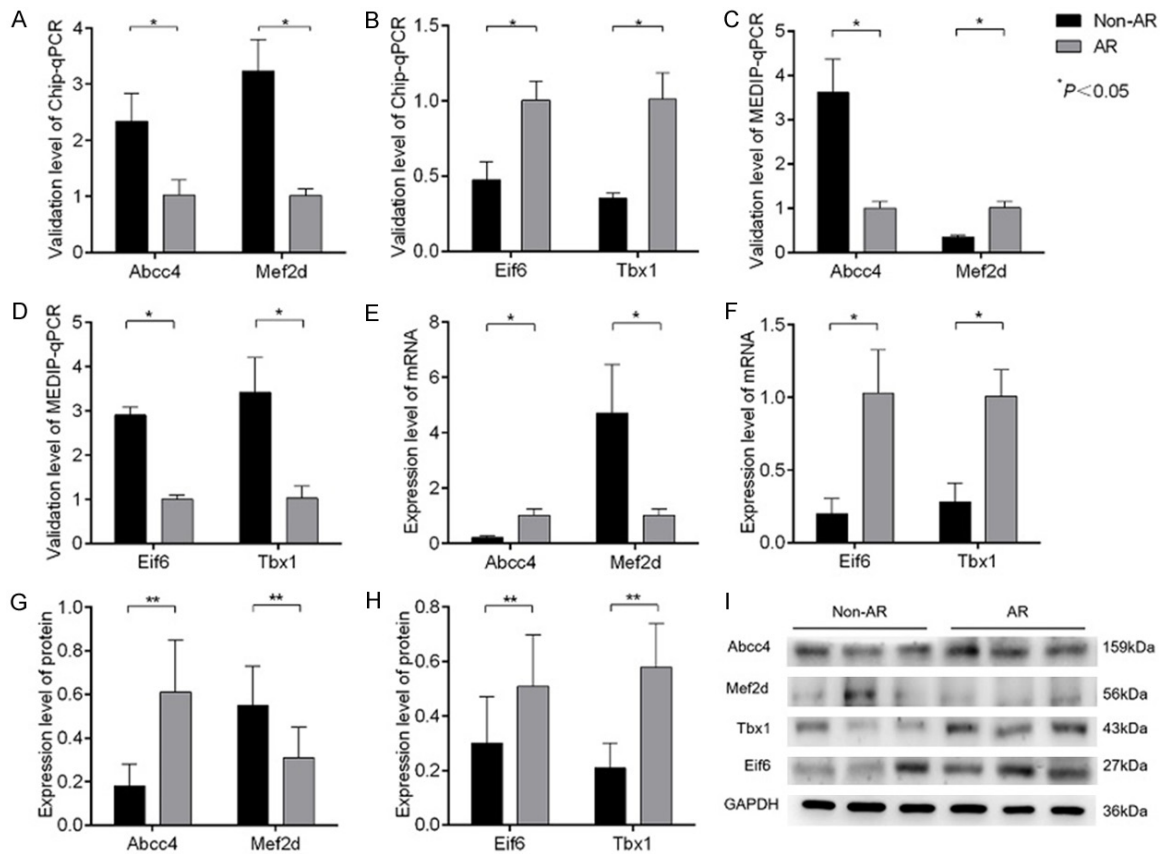 A
Validation level of Chip-qPCR
4
3
2
1
0
*
*
Abcc4 Mef2d
B
Validation level of Chip-qPCR
1.5
1.0
0.5
0.0
*
*
Eif6 Tbx1
C
Validation level of MEDIP-qPCR
5
4
3
2
1
0
*
*
Abcc4 Mef2d
Non-AR
AR
*P<0.05
D
Validation level of MEDIP-qPCR
5
4
3
2
1
0
*
*
Eif6 Tbx1
E
Expression level of mRNA
8
6
4
2
0
*
*
Abcc4 Mef2d
F
Expression level of mRNA
1.5
1.0
0.5
0.0
*
*
Eif6 Tbx1
G
Expression level of protein
1.0
0.8
0.6
0.4
0.2
0.0
**
**
Abcc4 Mef2d
H
Expression level of protein
0.8
0.6
0.4
0.2
0.0
**
**
Eif6 Tbx1
I
Non-AR AR
Abcc4 159kDa
Mef2d 56kDa
Tbx1 43kDa
Eif6 27kDa
GAPDH 36kDa